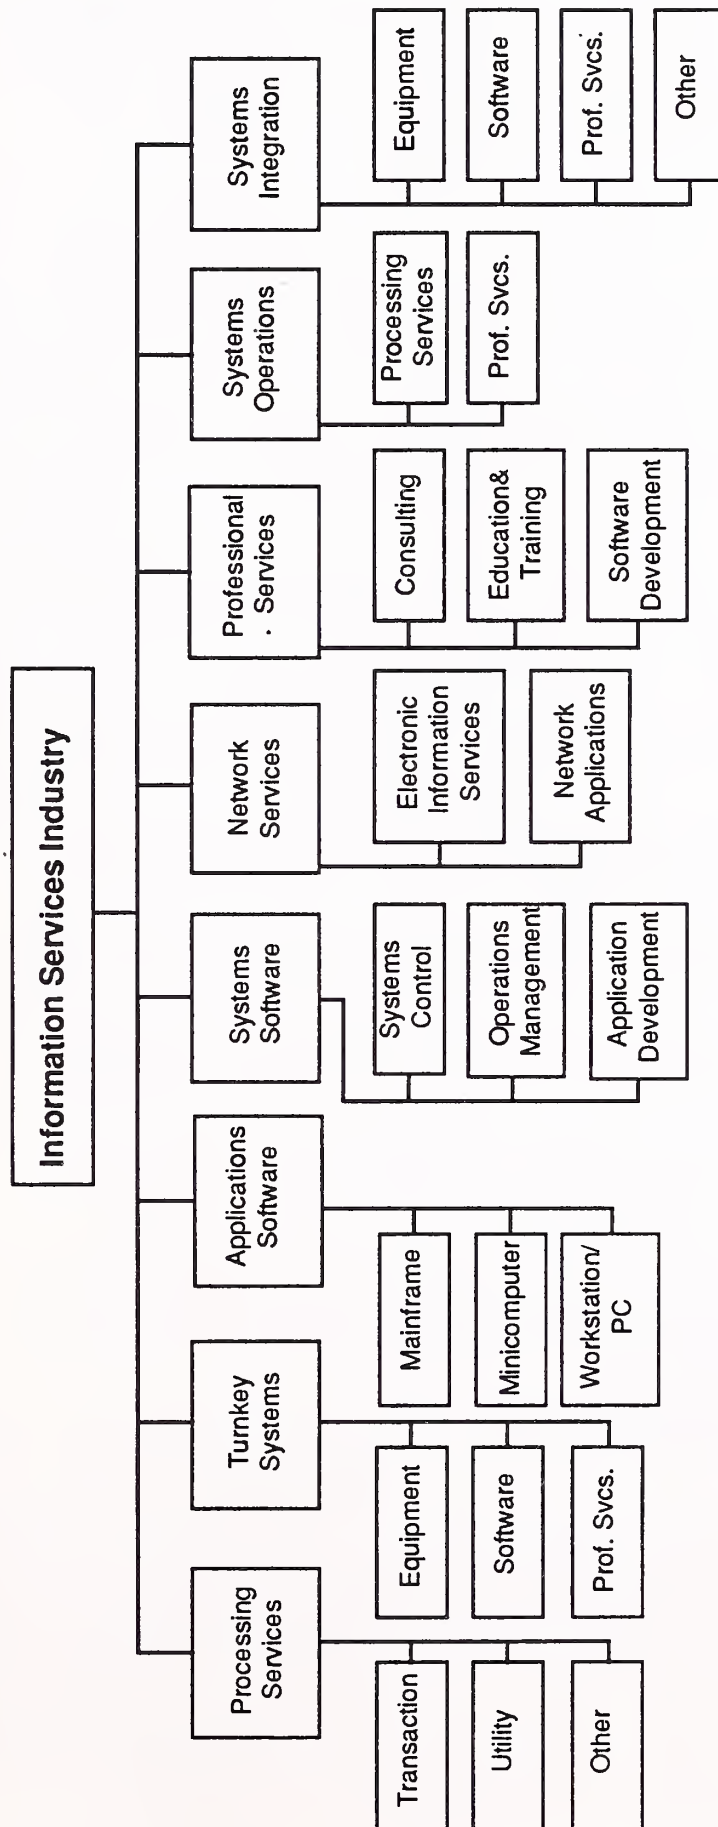 Information Services Industry
Processing
Services
Transaction
Utility
Other
Turnkey
Systems
Equipment
Software
Prof. Svcs.
Applications
Software
Mainframe
Minicomputer
Workstation/
PC
Systems
Software
Systems
Control
Operations
Management
Application
Development
Network
Services
Electronic
Information
Services
Network
Applications
Professional
Services
Consulting
Education&
Training
Software
Development
Systems
Operations
Processing
Services
Prof. Svcs.
Systems
Integration
Equipment
Software
Prof. Svcs.
Other